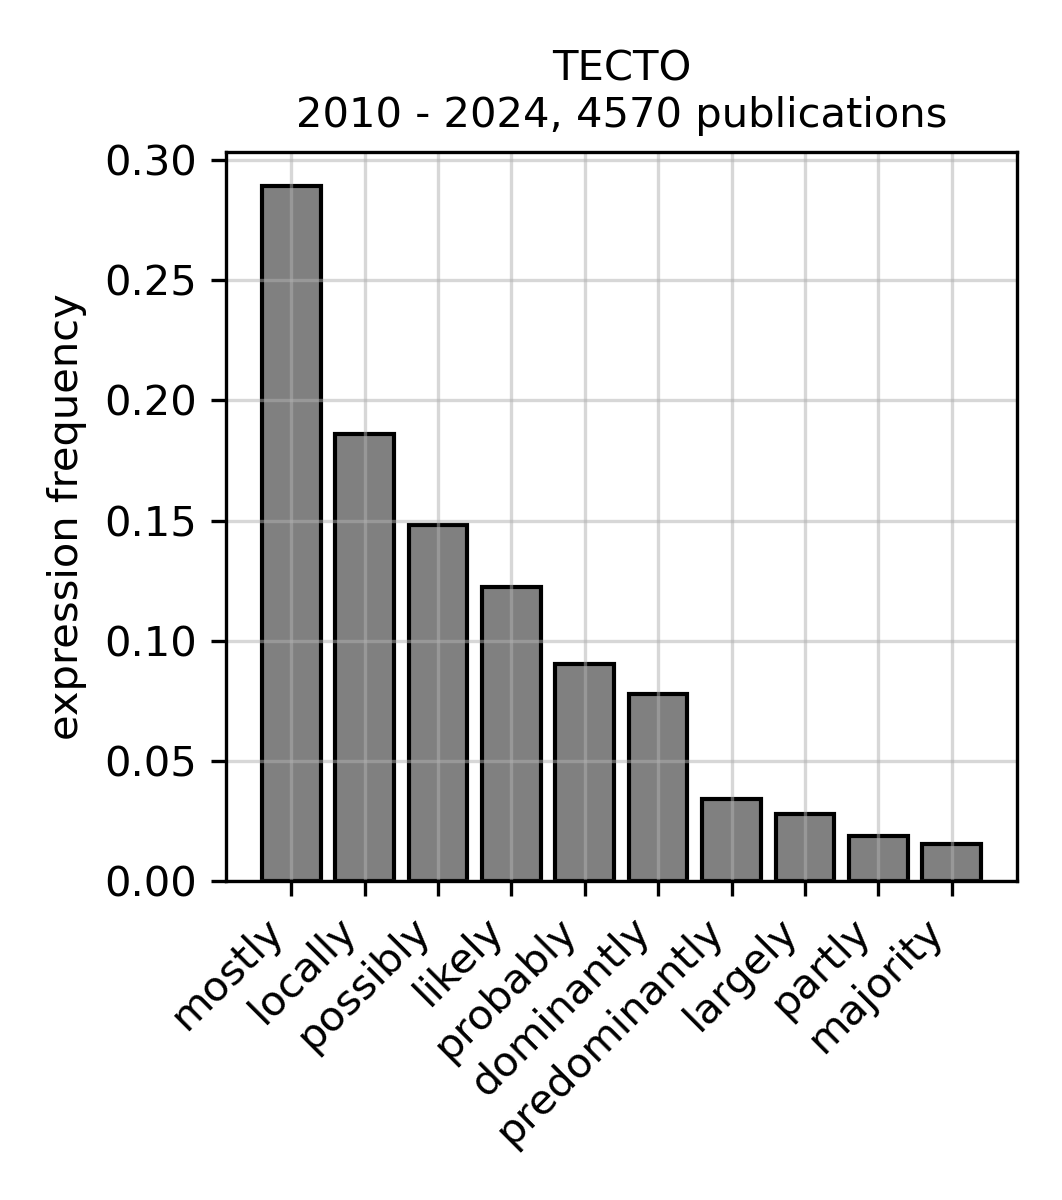 TECTO
2010 - 2024, 4570 publications
expression frequency
0.30
0.25
0.20
0.15
0.10
0.05
0.00
mostly
locally
possibly
likely
probably
dominantly
predominantly
largely
partly
majority